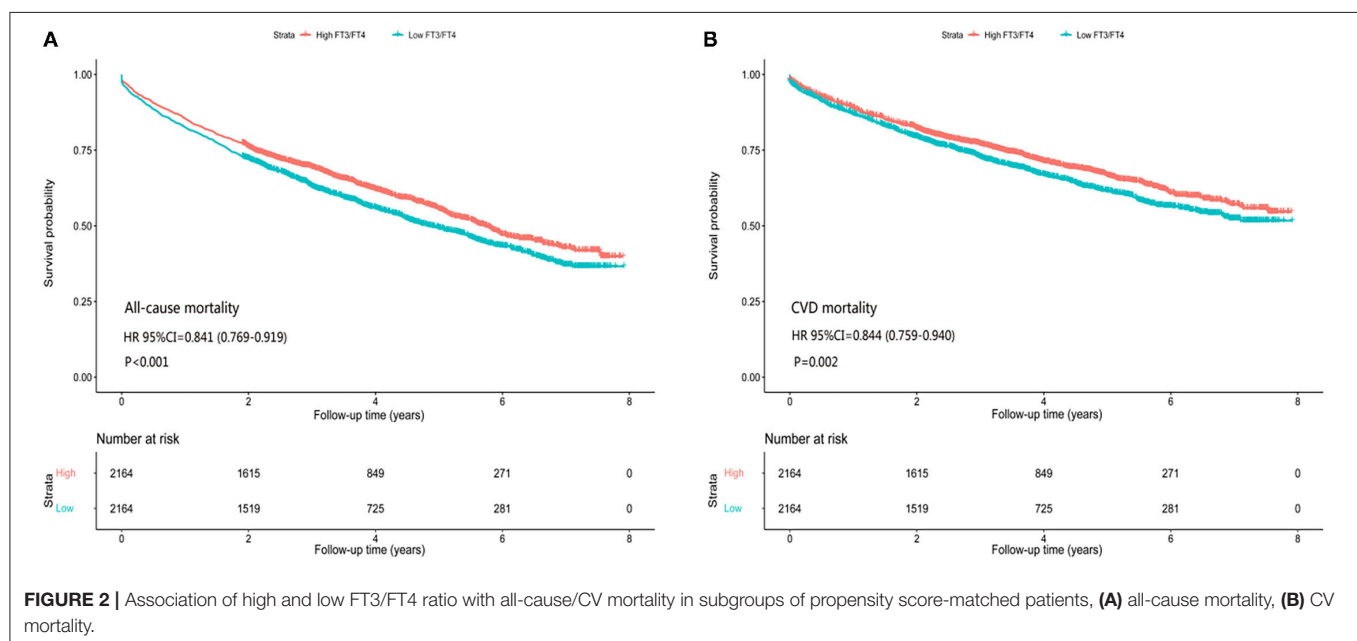 A
Strata High FT3/FT4 Low FT3/FT4
1.00
0.75
0.50
0.25
0.00
Survival probability
All-cause mortality
HR 95%CI=0.841 (0.769-0.919)
P<0.001
0 2 4 6 8
Follow-up time (years)
Number at risk
Strata
High 2164 1615 849 271 0
Low 2164 1519 725 281 0
0 2 4 6 8
Follow-up time (years)
B
Strata High FT3/FT4 Low FT3/FT4
1.00
0.75
0.50
0.25
0.00
Survival probability
CVD mortality
HR 95%CI=0.844 (0.759-0.940)
P=0.002
0 2 4 6 8
Follow-up time (years)
Number at risk
Strata
High 2164 1615 849 271 0
Low 2164 1519 725 281 0
0 2 4 6 8
Follow-up time (years)
FIGURE 2 | Association of high and low FT3/FT4 ratio with all-cause/CV mortality in subgroups of propensity score-matched patients, (A) all-cause mortality, (B) CV
mortality.